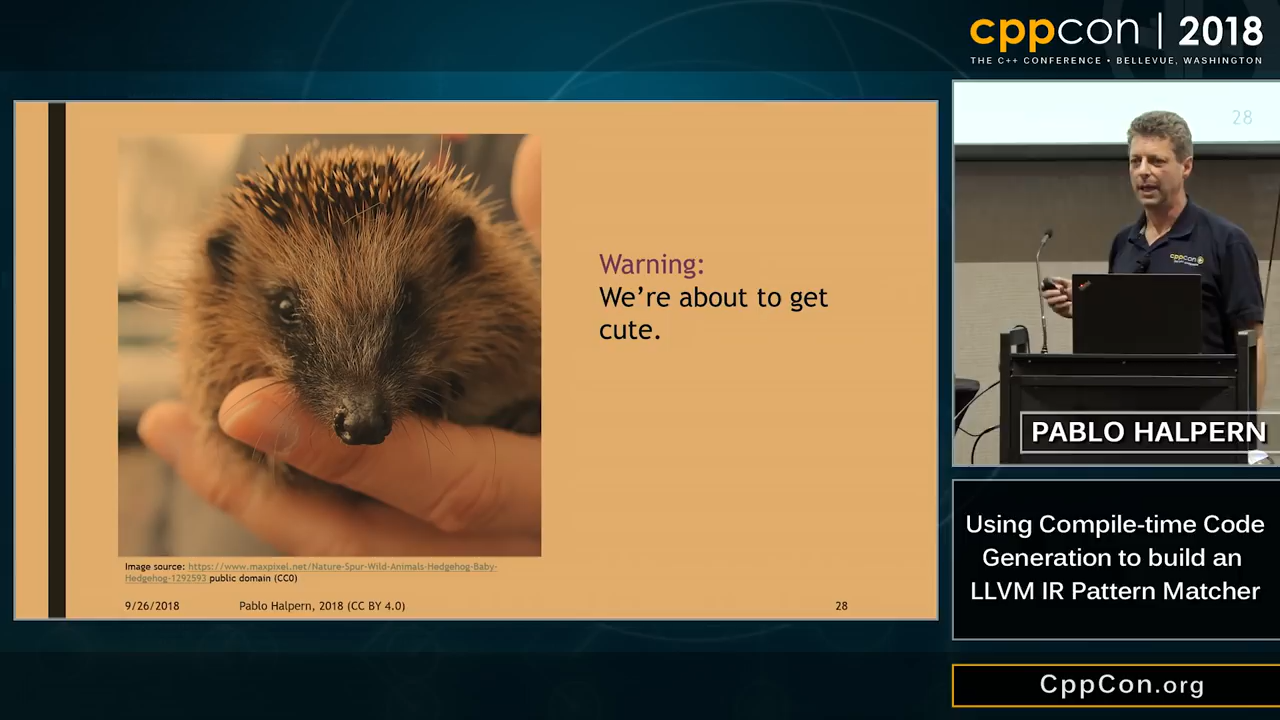 cppcon | 2018
THE C++ CONFERENCE • BELLEVUE, WASHINGTON
Warning:
We're about to get
cute.
Image source: https://www.maxpixel.net/Nature-Spur-Wild-Animals-Hedgehog-Baby-
Hedgehog-1292593 public domain (CC0)
9/26/2018 Pablo Halpern, 2018 (CC BY 4.0) 28
28
cppcon
PABLO HALPERN
Using Compile-time Code
Generation to build an
LLVM IR Pattern Matcher
CppCon.org